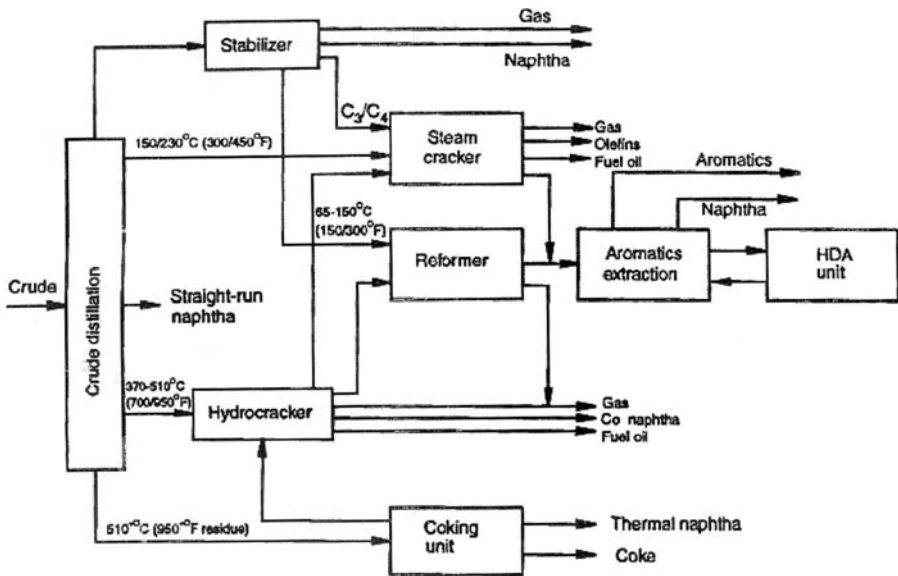 Gas
Stabilizer
Naphtha
C₃/C₄
Steam
cracker
Gas
Olefins
Fuel oil
150/230°C (300/450°F)
Aromatics
65-150°C
(150/300°F)
Naphtha
Reformer
Aromatics
extraction
HDA
unit
Crude
Crude distillation
Straight-run
naphtha
370-510°C
(700/950°F)
Hydrocracker
Gas
Co naphtha
Fuel oil
510⁺°C (950⁺°F residue)
Coking
unit
Thermal naphtha
Coke